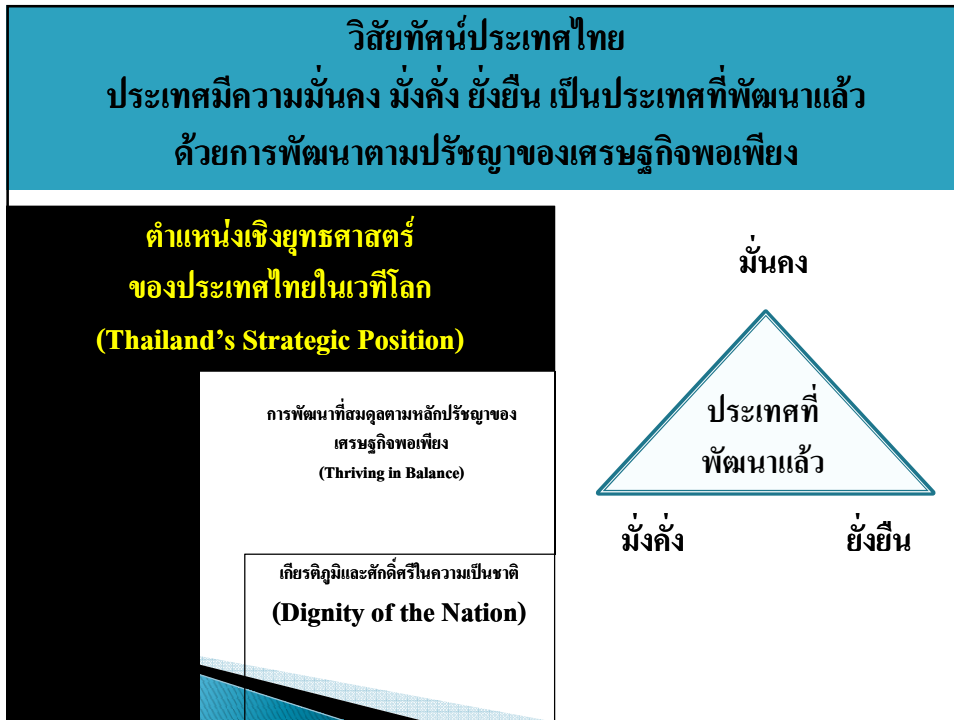 วิสัยทัศน์ประเทศไทย
ประเทศมีความมั่นคง มั่งคั่ง ยั่งยืน เป็นประเทศที่พัฒนาแล้ว
ด้วยการพัฒนาตามปรัชญาของเศรษฐกิจพอเพียง
ตำแหน่งเชิงยุทธศาสตร์
ของประเทศไทยในเวทีโลก
(Thailand’s Strategic Position)
การพัฒนาที่สมดุลตามหลักปรัชญาของ
เศรษฐกิจพอเพียง
(Thriving in Balance)
เกียรติภูมิและศักดิ์ศรีในความเป็นชาติ
(Dignity of the Nation)
มั่นคง
ประเทศที่
พัฒนาแล้ว
มั่งคั่ง ยั่งยืน